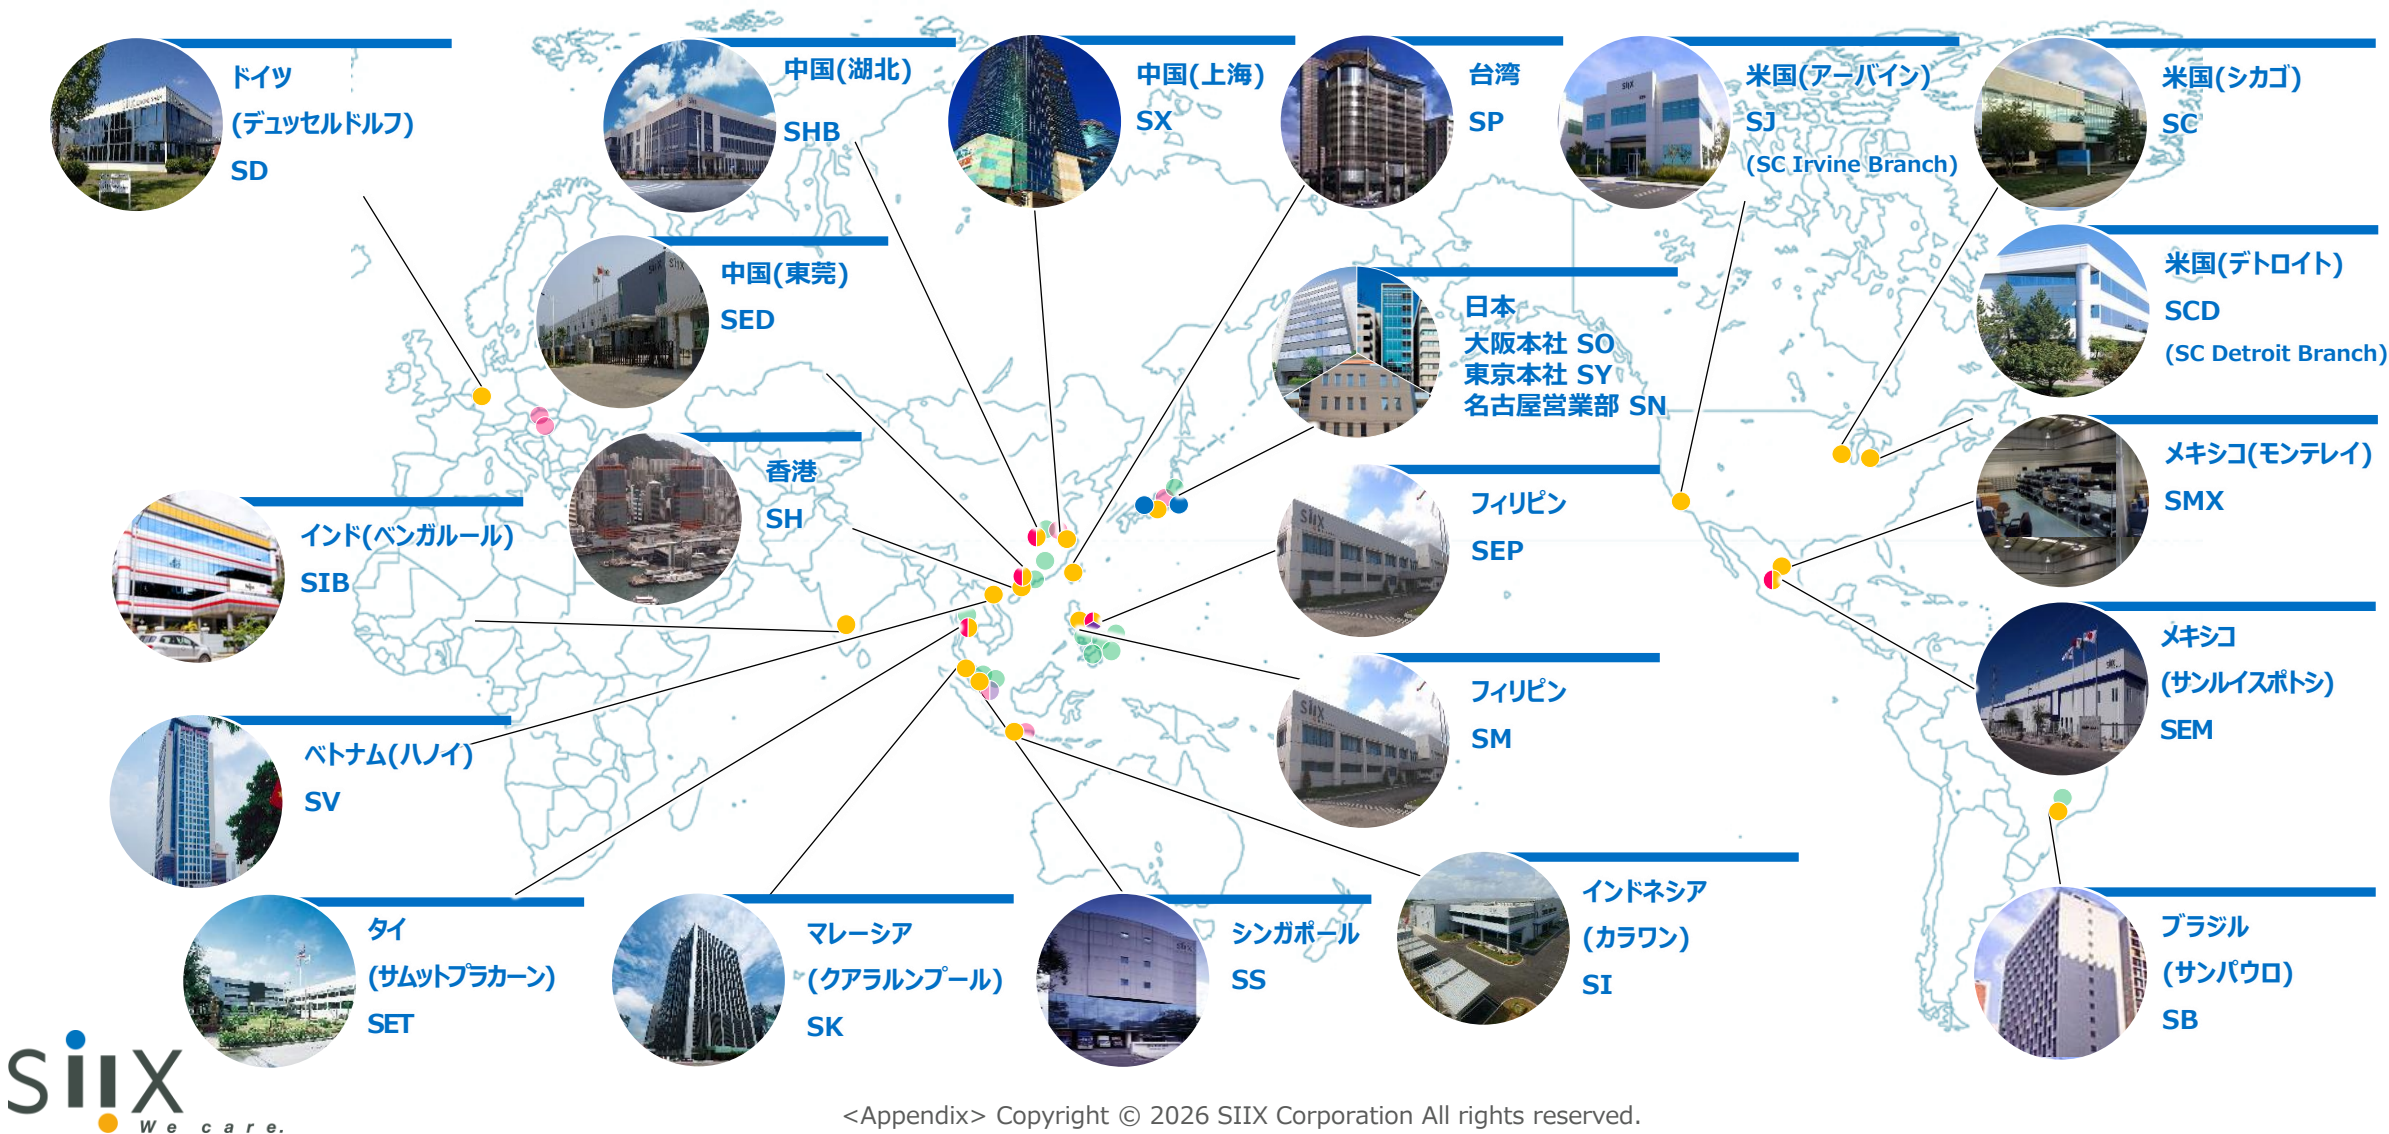 ドイツ
(デュッセルドルフ)
SD
中国(湖北)
SHB
中国(上海)
SX
台湾
SP
米国(アーバイン)
SJ
(SC Irvine Branch)
米国(シカゴ)
SC
中国(東莞)
SED
日本
大阪本社 SO
東京本社 SY
名古屋営業部 SN
米国(デトロイト)
SCD
(SC Detroit Branch)
香港
SH
フィリピン
SEP
メキシコ(モンテレイ)
SMX
インド(ベンガルール)
SIB
フィリピン
SM
メキシコ
(サンルイスポトシ)
SEM
ベトナム(ハノイ)
SV
タイ
(サムットプラカーン)
SET
マレーシア
(クアラルンプール)
SK
シンガポール
SS
インドネシア
(カラワン)
SI
ブラジル
(サンパウロ)
SB
SIIX
We care.
<Appendix> Copyright © 2026 SIIX Corporation All rights reserved.